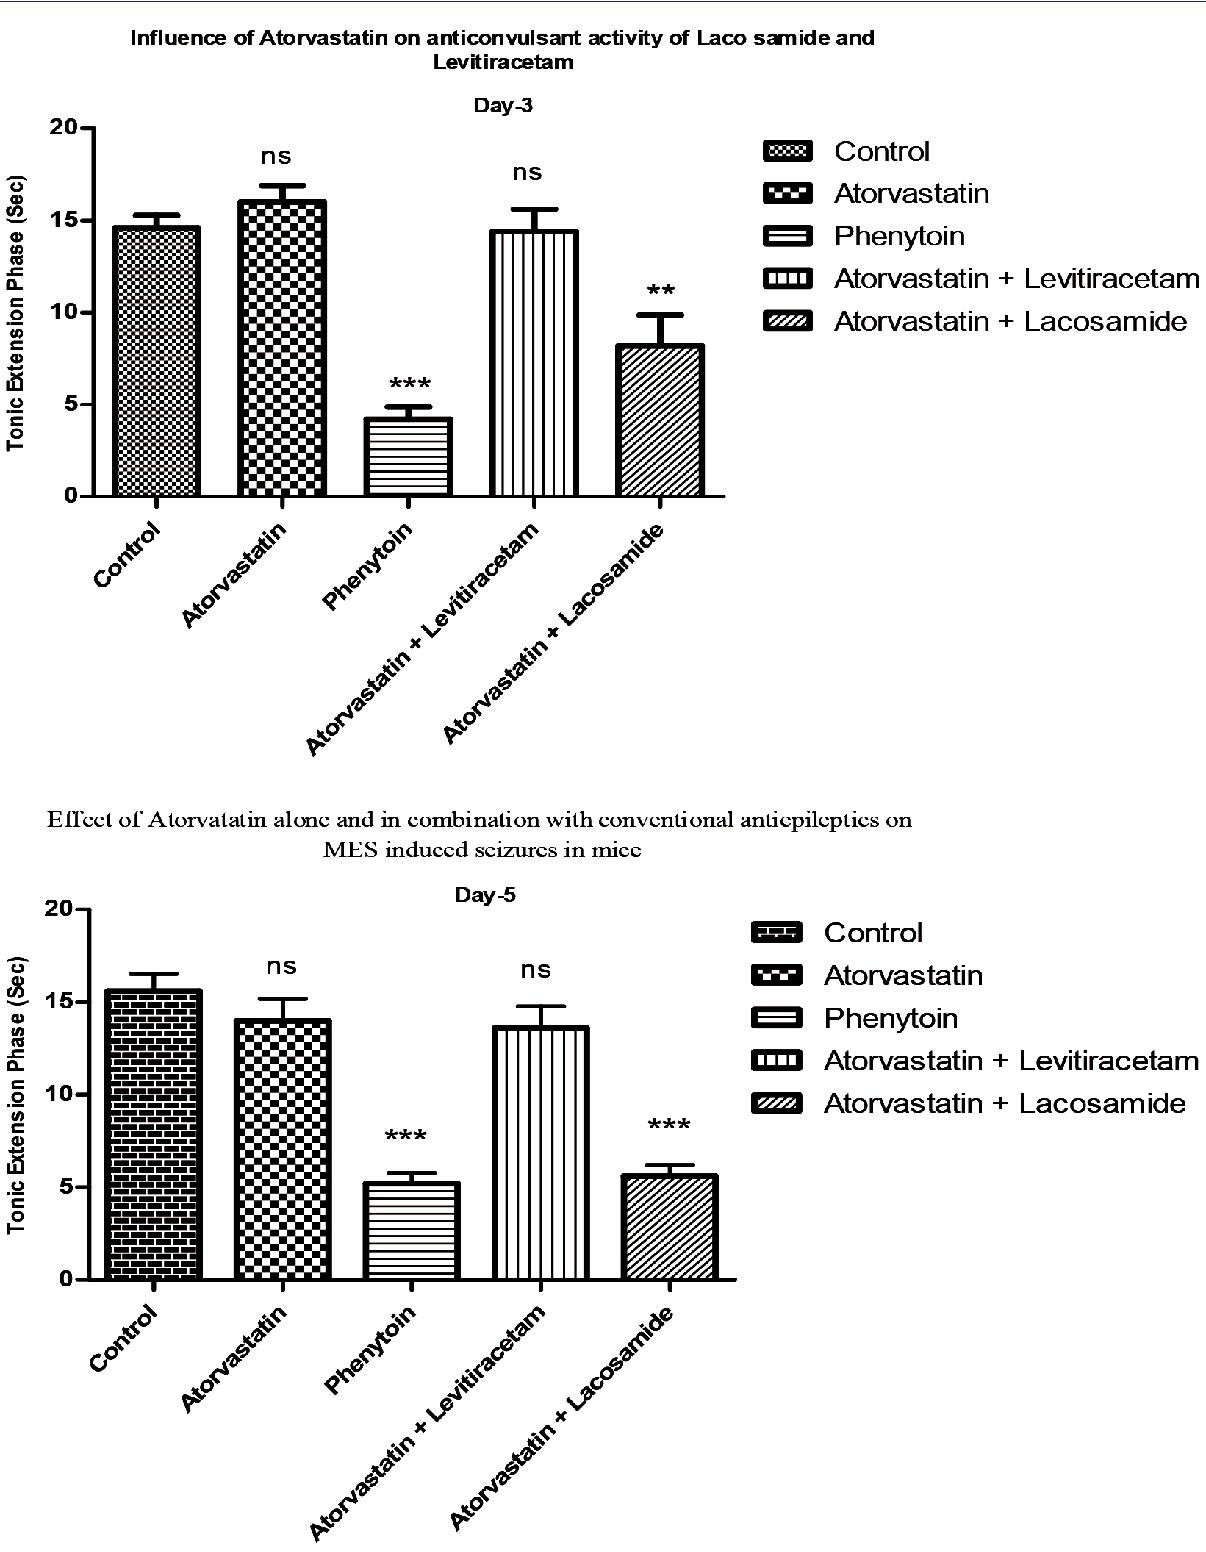 Influence of Atorvastatin on anticonvulsant activity of Laco samide and
Levitiracetam
Day-3
20
15
10
5
0
Tonic Extension Phase (Sec)
ns
ns
***
**
Control
Atorvastatin
Phenytoin
Atorvastatin + Levitiracetam
Atorvastatin + Lacosamide
Control
Atorvastatin
Phenytoin
Atorvastatin + Levitiracetam
Atorvastatin + Lacosamide
Effect of Atorvatatin alone and in combination with conventional antiepileptics on
MES induced seizures in mice
Day-5
20
15
10
5
0
Tonic Extension Phase (Sec)
ns
ns
***
***
Control
Atorvastatin
Phenytoin
Atorvastatin + Levitiracetam
Atorvastatin + Lacosamide
Control
Atorvastatin
Phenytoin
Atorvastatin + Levitiracetam
Atorvastatin + Lacosamide